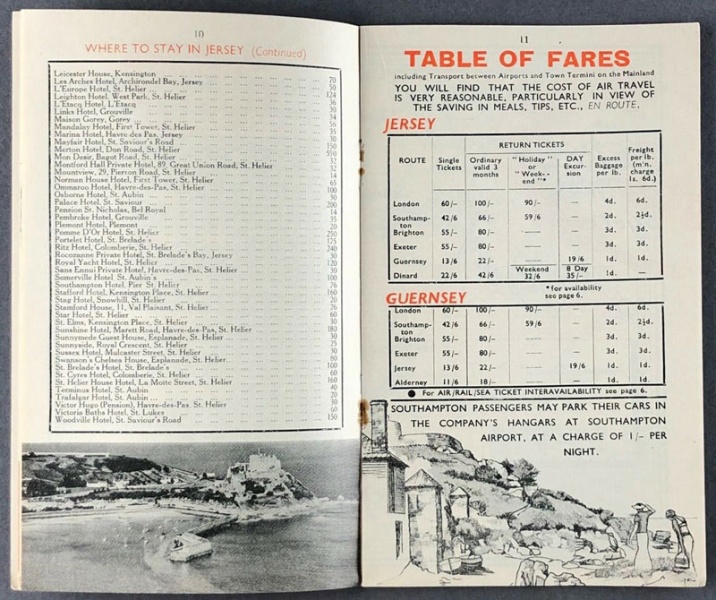 10
WHERE TO STAY IN JERSEY (Continued)
Leicester House, Kensington
Les Arches Hotel, Archirondel Bay, Jersey
L'Europe Hotel, St. Helier
Leighton Hotel, West Park, St. Helier
L'Etacq Hotel, L'Etacq
Links Hotel, Grouville
Maison Gorey, Gorey
Mandalay Hotel, First Tower, St. Helier
Marina Hotel, Havre des Pas, Jersey
Mayfair Hotel, St. Saviour's Road
Merton Hotel, Don Road, St. Helier
Mon Desir, Bagot Road, St. Helier
Montford Hall Private Hotel, 89, Great Union Road, St. Helier
Mountview, 29, Pierson Road, St. Helier
Norman House Hotel, First Tower, St. Helier
Ommaroo Hotel, Havre-des-Pas, St. Helier
Osborne Hotel, St. Aubin
Palace Hotel, St. Saviour
Pension St. Nicholas, Bel Royal
Pembroke Hotel, Grouville
Plemont Hotel, Plemont
Pomme D'Or Hotel, St. Helier
Portelet Hotel, St. Brelade's
Ritz Hotel, Colomberie, St. Helier
Rocozanne Private Hotel, St. Brelade's Bay, Jersey
Royal Yacht Hotel, St. Helier
Sans Ennui Private Hotel, Havre-des-Pas, St. Helier
Somerville Hotel, St. Aubin's
Southampton Hotel, Pier St. Helier
Stafford Hotel, Kensington Place, St. Helier
Stag Hotel, Snowhill, St. Helier
Stamford House, 11, Val Plaisant, St. Helier
Star Hotel, St. Helier
St. Elms, Kensington Place, St. Helier
Sunshine Hotel, Marett Road, Havre-des-Pas, St. Helier
Sunnymede Guest House, Esplanade, St. Helier
Sunnyside, Royal Crescent, St. Helier
Sussex Hotel, Mulcaster Street, St. Helier
Swanson's Chelsea House, Esplanade, St. Helier
St. Brelade's Hotel, St. Brelade's
St. Cyres Hotel, Colomberie, St. Helier
St. Helier House Hotel, La Motte Street, St. Helier
Terminus Hotel, St. Aubin
Trafalgar Hotel, St. Aubin
Victor Hugo (Pension), Havre-des-Pas, St. Helier
Victoria Baths Hotel, St. Lukes
Woodville Hotel, St. Saviour's Road 150
11
TABLE OF FARES
including Transport between Airports and Town Termini on the Mainland
YOU WILL FIND THAT THE COST OF AIR TRAVEL
IS VERY REASONABLE, PARTICULARLY IN VIEW OF
THE SAVING IN MEALS, TIPS, ETC., EN ROUTE.
JERSEY
RETURN TICKETS
ROUTE Single Tickets Ordinary valid 3 months "Holiday" or "Week-end"* DAY Excursion Excess Baggage per lb. Freight per lb. (m'n. charge 1s. 6d.)
London 60/- 100/- 90/- — 4d. 6d.
Southampton 42/6 66/- 59/6 — 2d. 2½d.
Brighton 55/- 80/- — — 3d. 3d.
Exeter 55/- 80/- — — 3d. 3d.
Guernsey 13/6 22/- — 19/6 1d. 1d.
Dinard 22/6 42/6 Weekend 32/6 8 Day 35/- 1d. —
*for availability
see page 6.
GUERNSEY
London 60/- 100/- 90/- — 4d. 6d.
Southampton 42/6 66/- 59/6 — 2d. 2½d.
Brighton 55/- 80/- — — 3d. 3d.
Exeter 55/- 80/- — — 3d. 3d.
Jersey 13/6 22/- — 19/6 1d. 1d.
Alderney 11/6 18/- — — 1d. 1d.
● For AIR/RAIL/SEA TICKET INTERAVAILABILITY see page 6.
SOUTHAMPTON PASSENGERS MAY PARK THEIR CARS IN
THE COMPANY'S HANGARS AT SOUTHAMPTON
AIRPORT, AT A CHARGE OF 1/- PER
NIGHT.